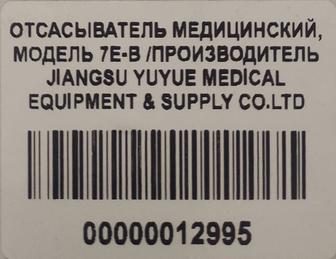 ОТСАСЫВАТЕЛЬ МЕДИЦИНСКИЙ,
МОДЕЛЬ 7Е-В /ПРОИЗВОДИТЕЛЬ
JIANGSU YUYUE MEDICAL
EQUIPMENT & SUPPLY CO.LTD
00000012995